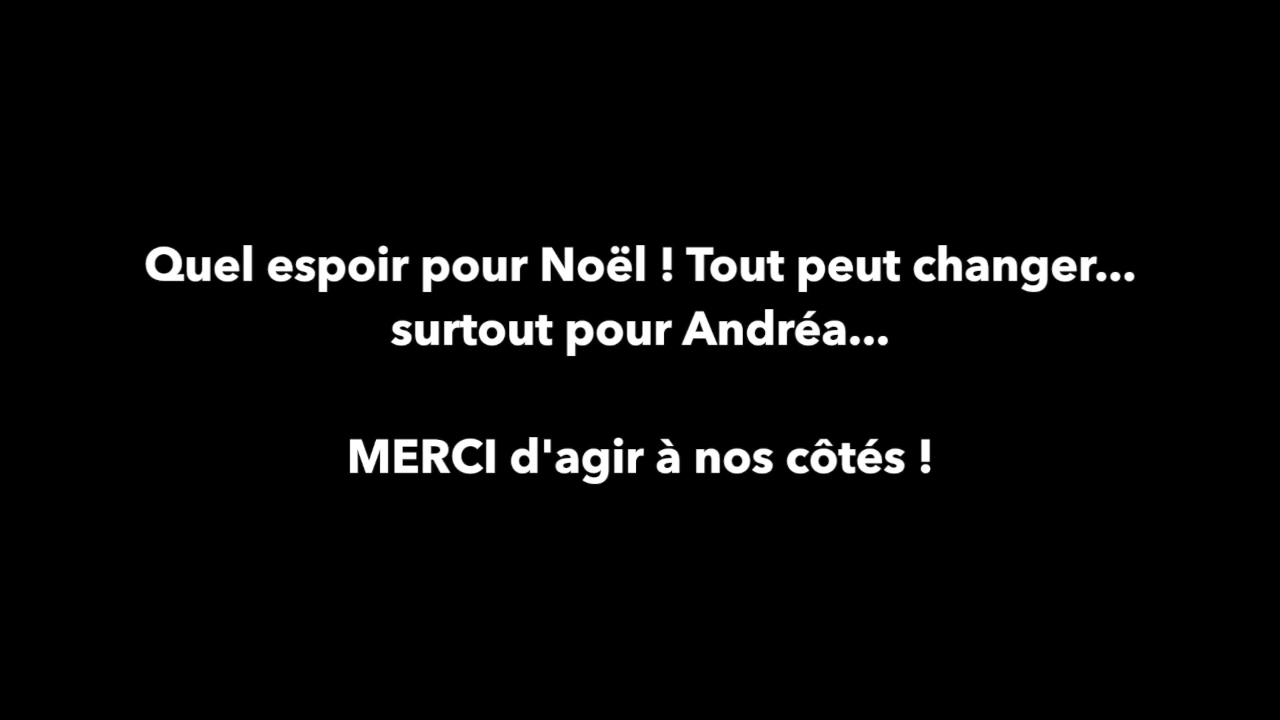 Quel espoir pour Noël ! Tout peut changer...
surtout pour Andréa...
MERCI d'agir à nos côtés !